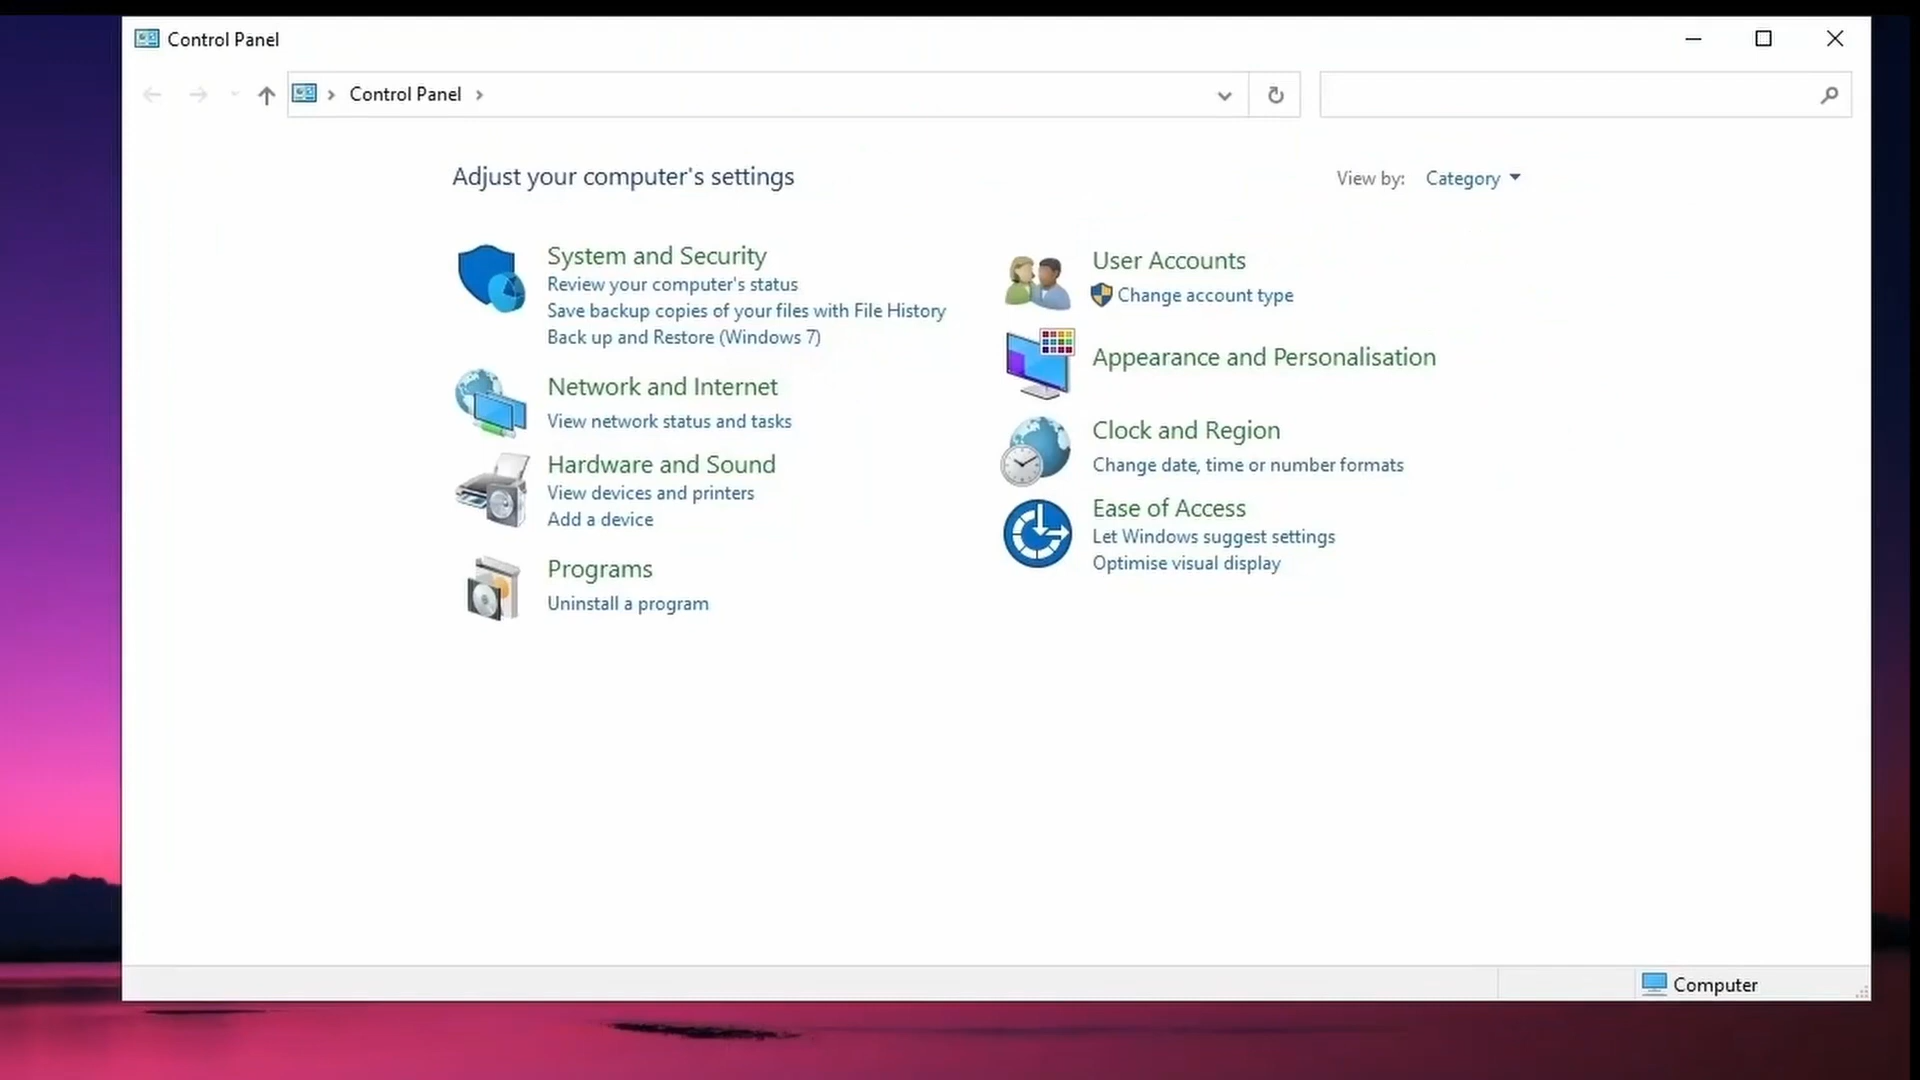 Control Panel
Control Panel
Adjust your computer's settings
View by: Category
System and Security
Review your computer's status
Save backup copies of your files with File History
Back up and Restore (Windows 7)
Network and Internet
View network status and tasks
Hardware and Sound
View devices and printers
Add a device
Programs
Uninstall a program
User Accounts
Change account type
Appearance and Personalisation
Clock and Region
Change date, time or number formats
Ease of Access
Let Windows suggest settings
Optimise visual display
Computer